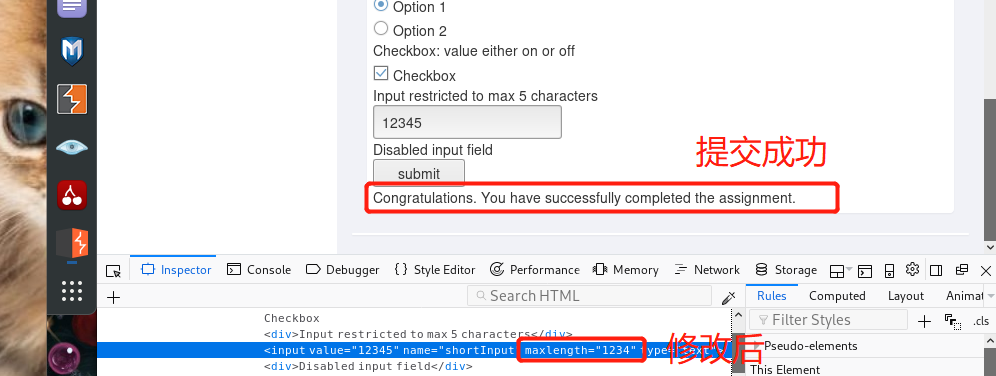 Option 1
Option 2
Checkbox: value either on or off
Checkbox
Input restricted to max 5 characters
12345
Disabled input field
提交成功
submit
Congratulations. You have successfully completed the assignment.
Inspector Console Debugger { } Style Editor Performance Memory Network Storage
+ Search HTML Rules Computed Layout Animat
Checkbox Filter Styles + .cls
<div>Input restricted to max 5 characters</div>
<input value="12345" name="shortInput" maxlength="1234" type="text"> 修改后 Pseudo-elements
<div>Disabled input field</div> This Element